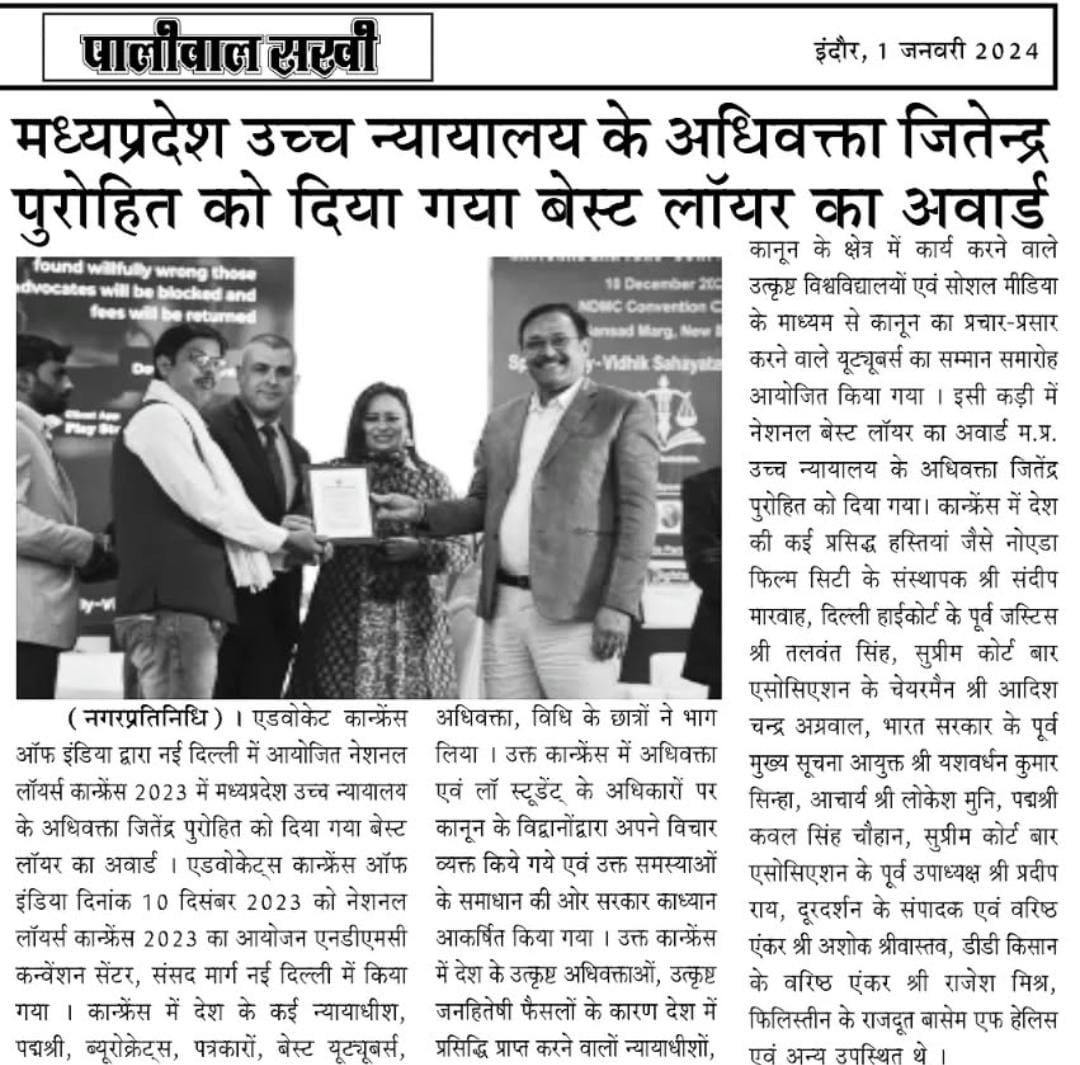 पालीवाल सखी
इंदौर, 1 जनवरी 2024
मध्यप्रदेश उच्च न्यायालय के अधिवक्ता जितेन्द्र
पुरोहित को दिया गया बेस्ट लॉयर का अवार्ड
found willfully wrong those
advocates will be blocked and
fees will be returned
Play
December
NDMC Convention
Marg, New
-Vidhik Sahayata
(नगरप्रतिनिधि) । एडवोकेट कान्फ्रेंस
ऑफ इंडिया द्वारा नई दिल्ली में आयोजित नेशनल
लॉयर्स कान्फ्रेंस 2023 में मध्यप्रदेश उच्च न्यायालय
के अधिवक्ता जितेंद्र पुरोहित को दिया गया बेस्ट
लॉयर का अवार्ड । एडवोकेट्स कान्फ्रेंस ऑफ
इंडिया दिनांक 10 दिसंबर 2023 को नेशनल
लॉयर्स कान्फ्रेंस 2023 का आयोजन एनडीएमसी
कन्वेंशन सेंटर, संसद मार्ग नई दिल्ली में किया
गया । कान्फ्रेंस में देश के कई न्यायाधीश,
पद्मश्री, ब्यूरोक्रेट्स, पत्रकारों, बेस्ट यूट्यूबर्स,
अधिवक्ता, विधि के छात्रों ने भाग
लिया । उक्त कान्फ्रेंस में अधिवक्ता
एवं लॉ स्टूडेंट् के अधिकारों पर
कानून के विद्वानोंद्वारा अपने विचार
व्यक्त किये गये एवं उक्त समस्याओं
के समाधान की ओर सरकार काध्यान
आकर्षित किया गया । उक्त कान्फ्रेंस
में देश के उत्कृष्ट अधिवक्ताओं, उत्कृष्ट
जनहितेषी फैसलों के कारण देश में
प्रसिद्धि प्राप्त करने वालों न्यायाधीशों,
कानून के क्षेत्र में कार्य करने वाले
उत्कृष्ट विश्वविद्यालयों एवं सोशल मीडिया
के माध्यम से कानून का प्रचार-प्रसार
करने वाले यूट्यूबर्स का सम्मान समारोह
आयोजित किया गया । इसी कड़ी में
नेशनल बेस्ट लॉयर का अवार्ड म.प्र.
उच्च न्यायालय के अधिवक्ता जितेंद्र
पुरोहित को दिया गया। कान्फ्रेंस में देश
की कई प्रसिद्ध हस्तियां जैसे नोएडा
फिल्म सिटी के संस्थापक श्री संदीप
मारवाह, दिल्ली हाईकोर्ट के पूर्व जस्टिस
श्री तलवंत सिंह, सुप्रीम कोर्ट बार
एसोसिएशन के चेयरमैन श्री आदिश
चन्द्र अग्रवाल, भारत सरकार के पूर्व
मुख्य सूचना आयुक्त श्री यशवर्धन कुमार
सिन्हा, आचार्य श्री लोकेश मुनि, पद्मश्री
कवल सिंह चौहान, सुप्रीम कोर्ट बार
एसोसिएशन के पूर्व उपाध्यक्ष श्री प्रदीप
राय, दूरदर्शन के संपादक एवं वरिष्ठ
एंकर श्री अशोक श्रीवास्तव, डीडी किसान
के वरिष्ठ एंकर श्री राजेश मिश्र,
फिलिस्तीन के राजदूत बासेम एफ हेलिस
एवं अन्य उपस्थित थे ।